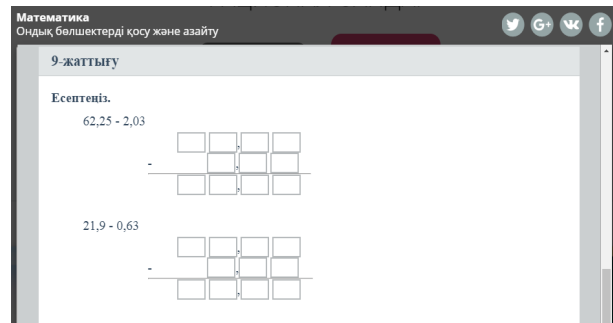 Математика
Ондық бөлшектерді қосу және азайту
9-жаттығу
Есептеңіз.
62,25 - 2,03
,
- ,
,
21,9 - 0,63
,
- ,
,